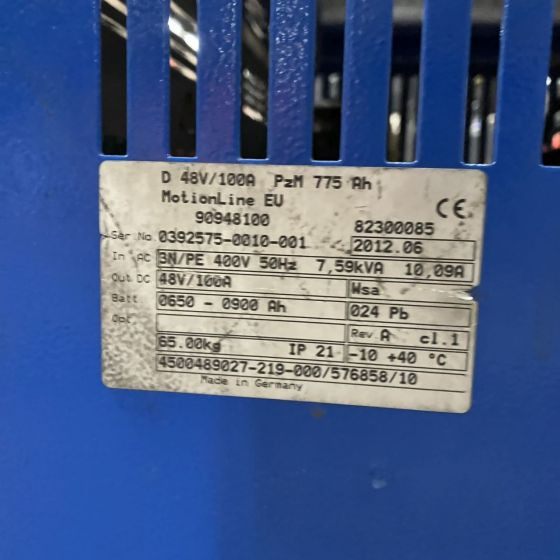 D 48V/100A PzM 775 Ah
MotionLine EU
90948100 82300085 CE
Ser No. 0392575-0010-001 2012.06
In AC 3N/PE 400V 50Hz 7,59kVA 10,09A
Out DC 48V/100A Wsa
Batt. 0650 - 0900 Ah 024 Pb
Opt. Rev A cl.1
65.00kg IP 21 -10 +40 °C
4500489027-219-000/576858/10
Made in Germany